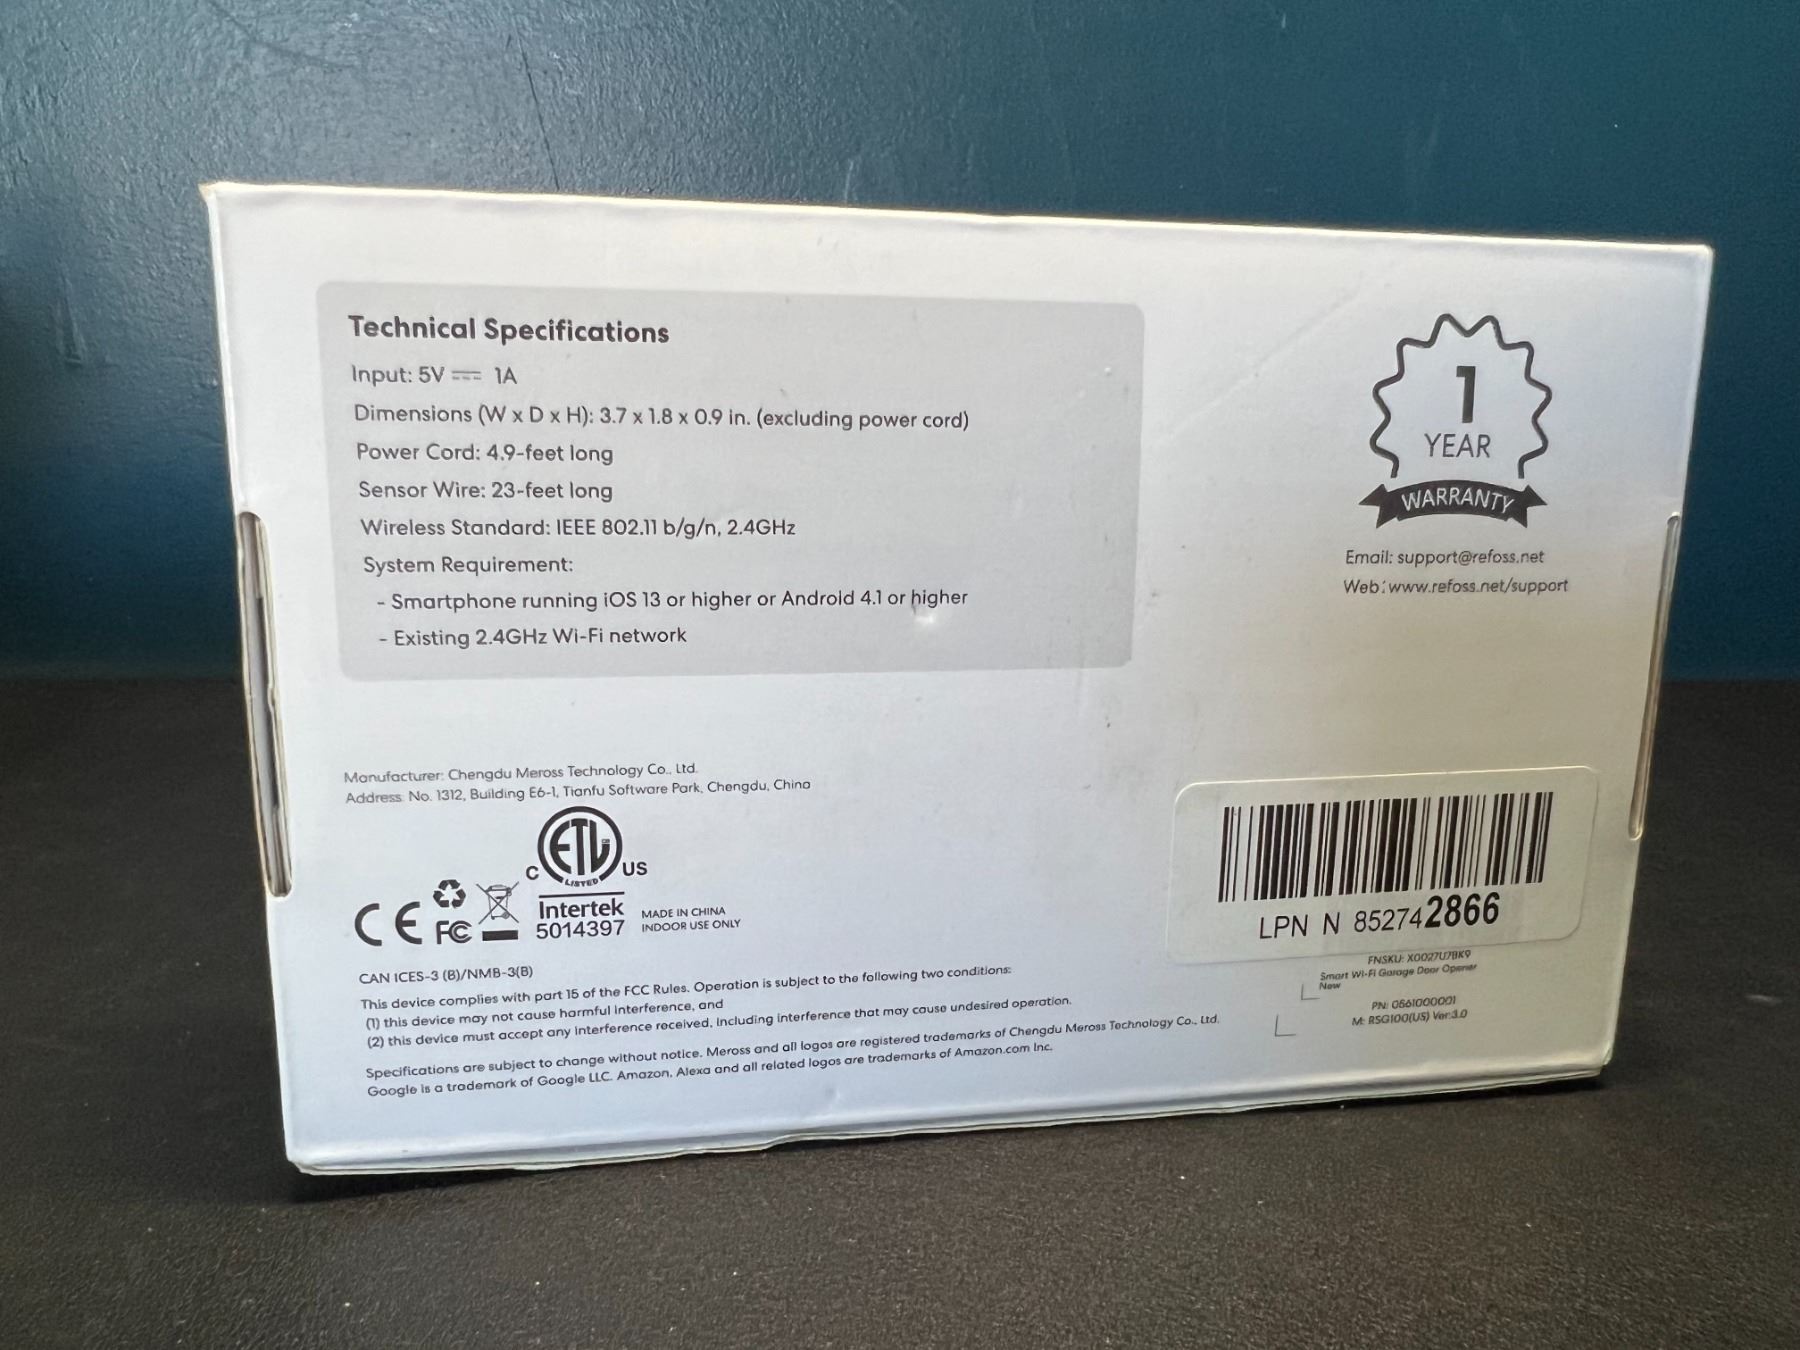 Technical Specifications
Input: 5V ⎓ 1A
Dimensions (W x D x H): 3.7 x 1.8 x 0.9 in. (excluding power cord)
Power Cord: 4.9-feet long
Sensor Wire: 23-feet long
Wireless Standard: IEEE 802.11 b/g/n, 2.4GHz
System Requirement:
- Smartphone running iOS 13 or higher or Android 4.1 or higher
- Existing 2.4GHz Wi-Fi network
1
YEAR
WARRANTY
Email: support@refoss.net
Web: www.refoss.net/support
Manufacturer: Chengdu Meross Technology Co., Ltd.
Address: No. 1312, Building E6-1, Tianfu Software Park, Chengdu, China
CE
FC
C ETL US
LISTED
Intertek
5014397
MADE IN CHINA
INDOOR USE ONLY
CAN ICES-3 (B)/NMB-3(B)
This device complies with part 15 of the FCC Rules. Operation is subject to the following two conditions:
(1) this device may not cause harmful interference, and
(2) this device must accept any interference received, including interference that may cause undesired operation.
Specifications are subject to change without notice. Meross and all logos are registered trademarks of Chengdu Meross Technology Co., Ltd.
Google is a trademark of Google LLC. Amazon, Alexa and all related logos are trademarks of Amazon.com Inc.
LPN N 852742866
FNSKU: X0027U7BK9
Smart Wi-Fi Garage Door Opener
New
PN: 0561000001
M: RSG100(US) Ver:3.0